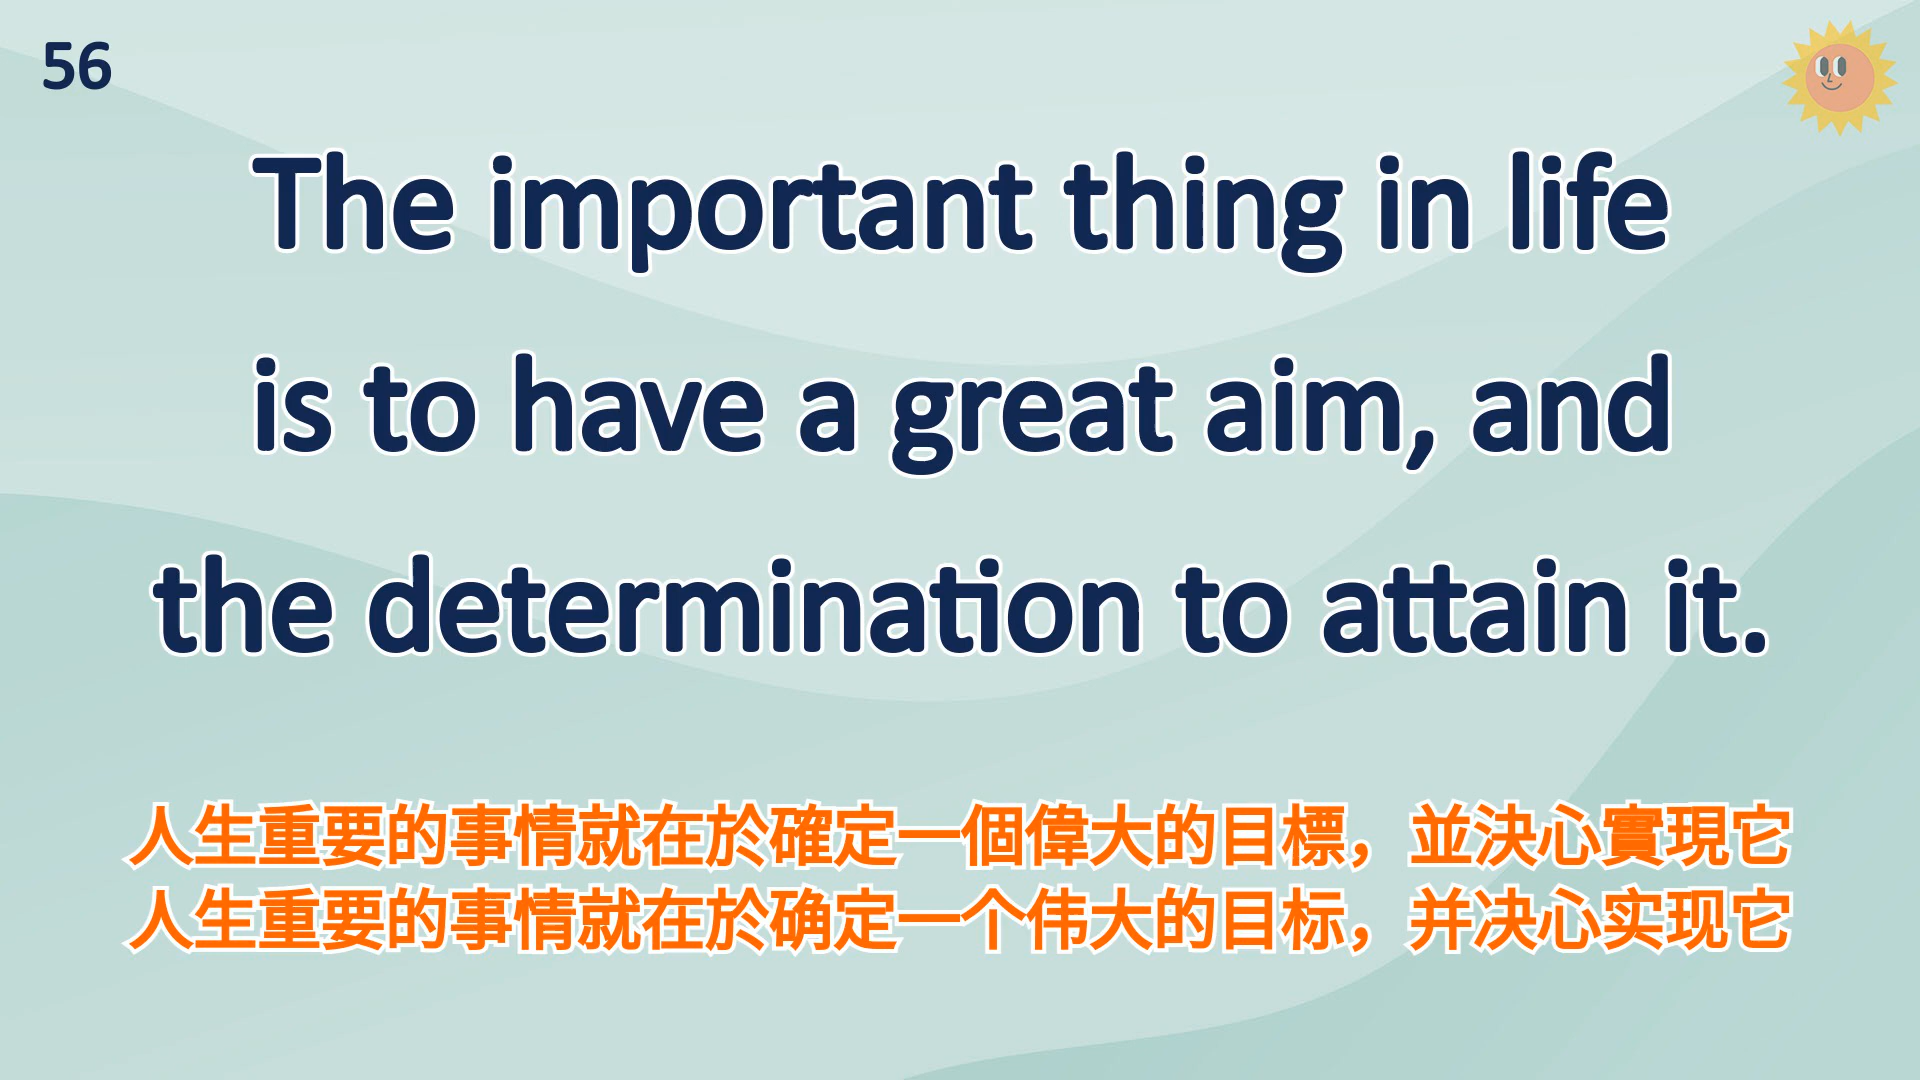 56
The important thing in life
is to have a great aim, and
the determination to attain it.
人生重要的事情就在於確定一個偉大的目標，並決心實現它
人生重要的事情就在於确定一个伟大的目标，并决心实现它